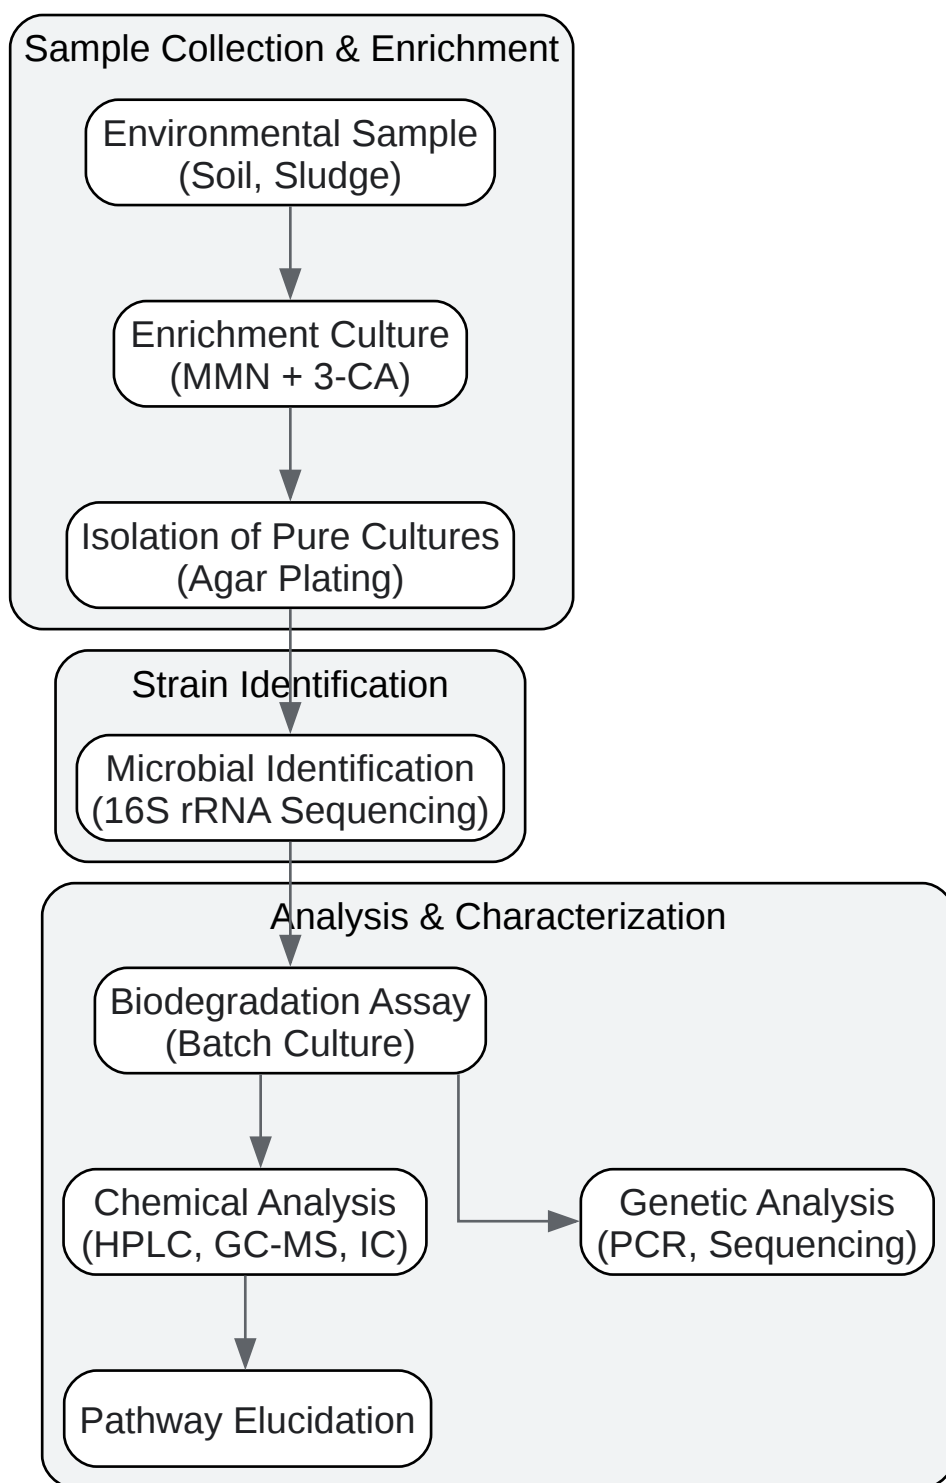 Sample Collection & Enrichment
Environmental Sample
(Soil, Sludge)
Enrichment Culture
(MMN + 3-CA)
Isolation of Pure Cultures
(Agar Plating)
Strain Identification
Microbial Identification
(16S rRNA Sequencing)
Analysis & Characterization
Biodegradation Assay
(Batch Culture)
Chemical Analysis
(HPLC, GC-MS, IC)
Genetic Analysis
(PCR, Sequencing)
Pathway Elucidation